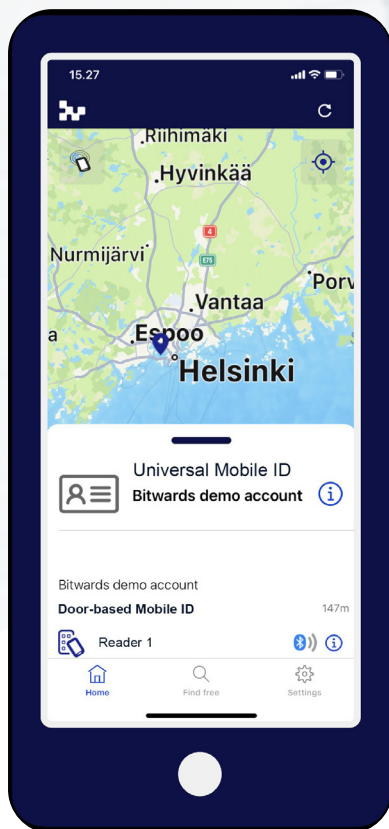 15.27
Riihimäki
Hyvinkää
4
Nurmijärvi
E75
Porv
Vantaa
a
Espoo
4
Helsinki
Universal Mobile ID
Bitwards demo account
Bitwards demo account
Door-based Mobile ID 147m
Reader 1
Home Find free Settings